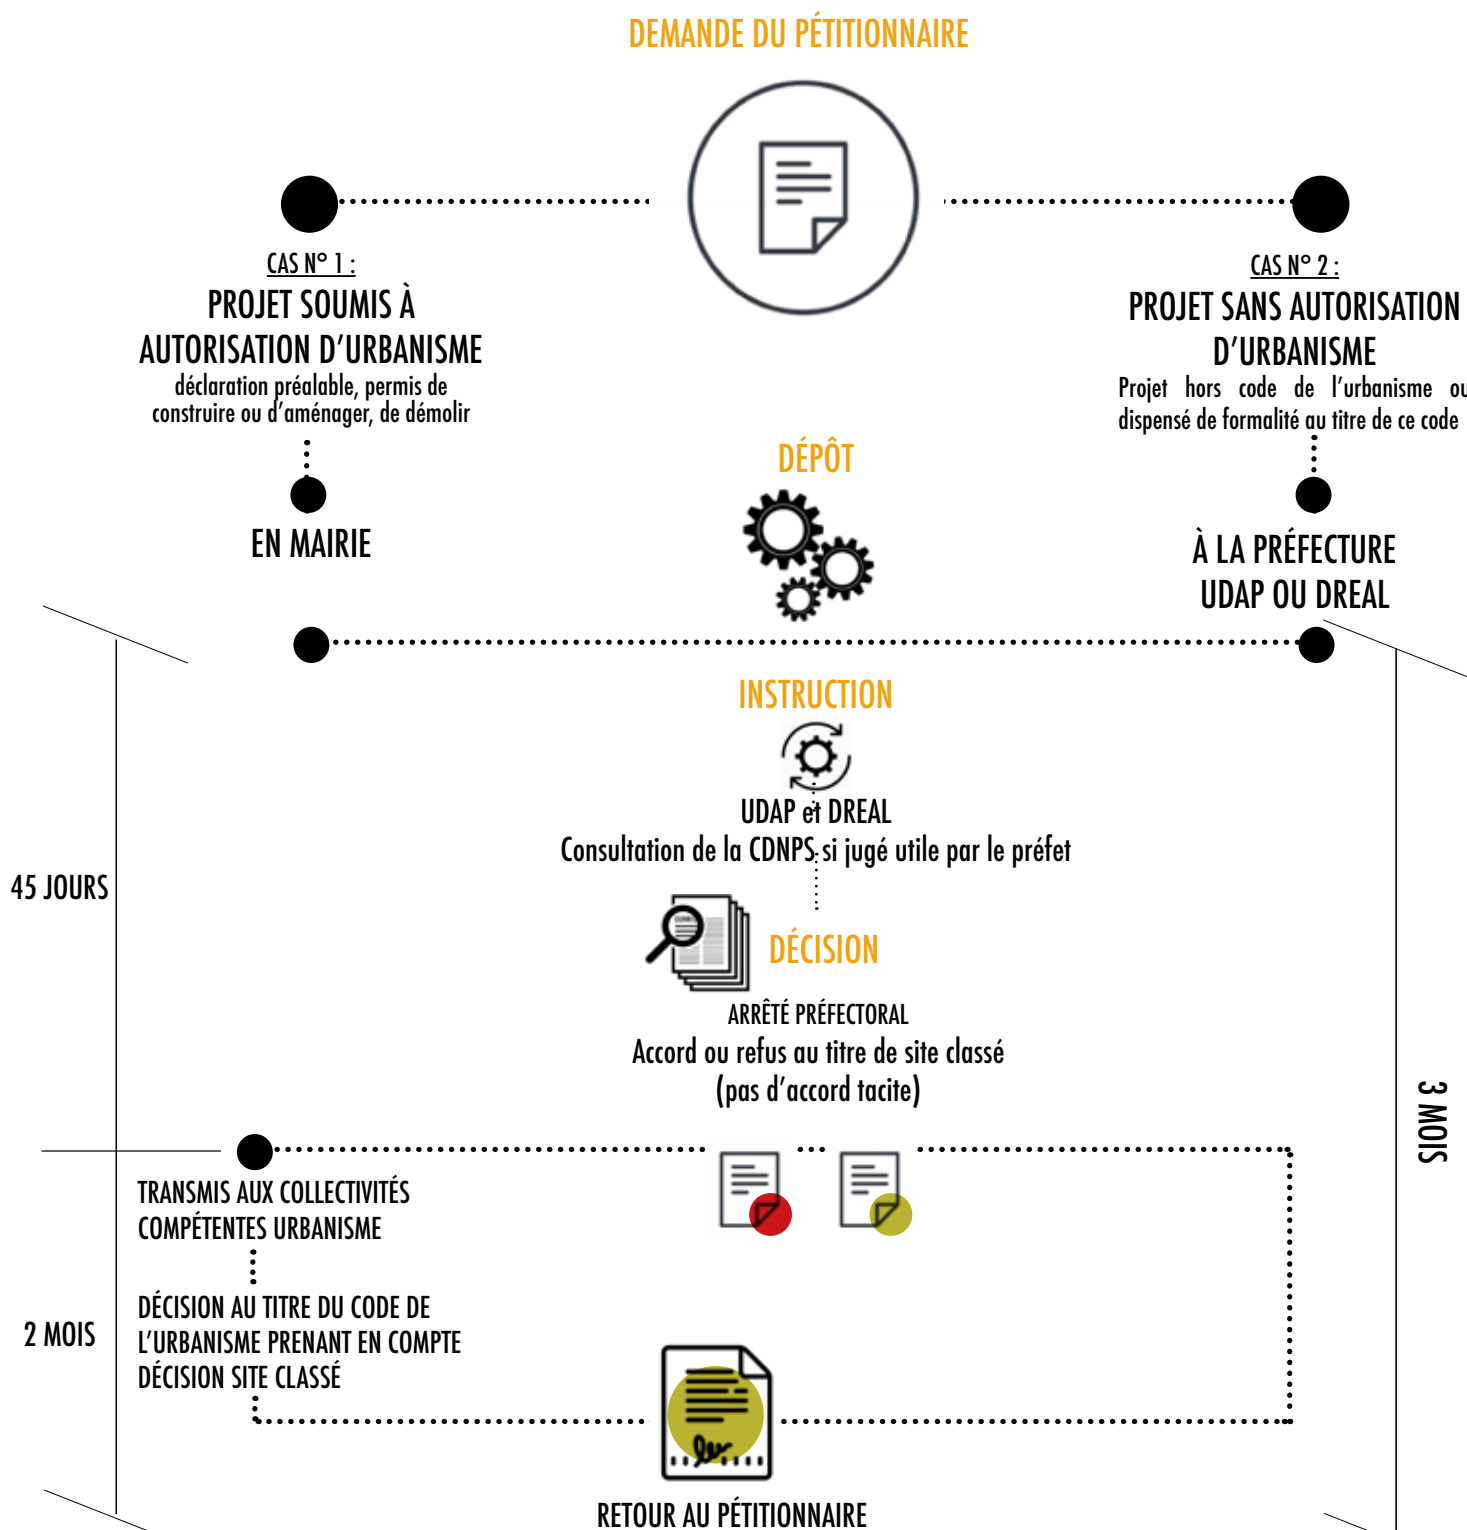 DEMANDE DU PÉTITIONNAIRE
CAS N° 1 :
PROJET SOUMIS À
AUTORISATION D'URBANISME
déclaration préalable, permis de
construire ou d'aménager, de démolir
CAS N° 2 :
PROJET SANS AUTORISATION
D'URBANISME
Projet hors code de l'urbanisme ou
dispensé de formalité au titre de ce code
DÉPÔT
EN MAIRIE
À LA PRÉFECTURE
UDAP OU DREAL
INSTRUCTION
UDAP et DREAL
Consultation de la CDNPS si jugé utile par le préfet
45 JOURS
DÉCISION
ARRÊTÉ PRÉFECTORAL
Accord ou refus au titre de site classé
(pas d'accord tacite)
3 MOIS
TRANSMIS AUX COLLECTIVITÉS
COMPÉTENTES URBANISME
2 MOIS
DÉCISION AU TITRE DU CODE DE
L'URBANISME PRENANT EN COMPTE
DÉCISION SITE CLASSÉ
RETOUR AU PÉTITIONNAIRE